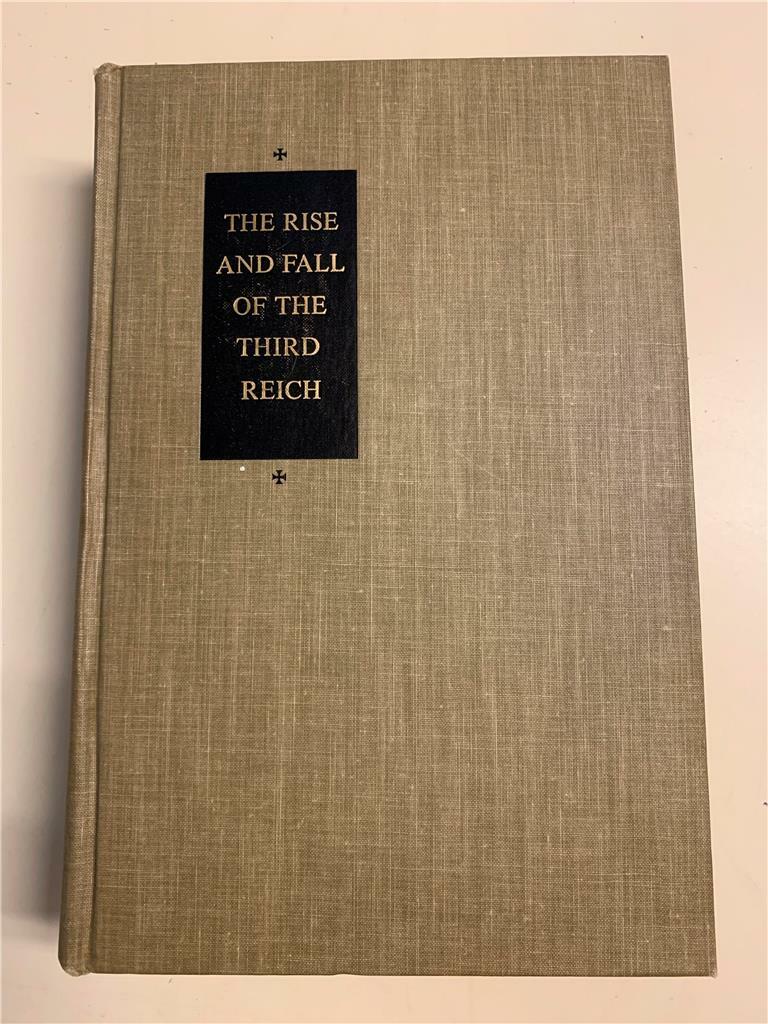 THE RISE
AND FALL
OF THE
THIRD
REICH